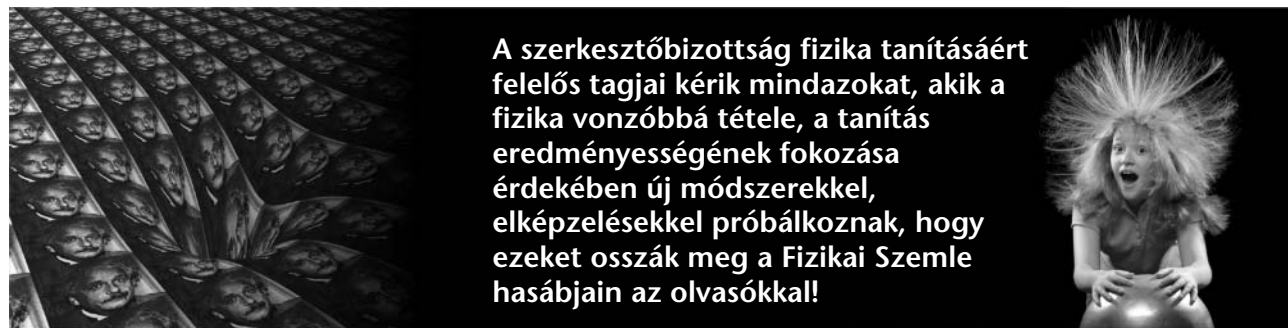 A szerkesztőbizottság fizika tanításáért
felelős tagjai kérik mindazokat, akik a
fizika vonzóbbá tétele, a tanítás
eredményességének fokozása
érdekében új módszerekkel,
elképzelésekkel próbálkoznak, hogy
ezeket osszák meg a Fizikai Szemle
hasábjain az olvasókkal!